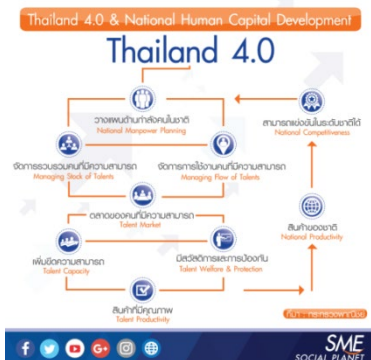 Thailand 4.0 & National Human Capital Development
Thailand 4.0
วางแผนด้านกำลังคนในชาติ
National Manpower Planning
สามารถแข่งขันในระดับชาติได้
National Competitiveness
จัดการรวบรวมคนที่มีความสามารถ
Managing Stock of Talents
จัดการการใช้งานคนที่มีความสามารถ
Managing Flow of Talents
ตลาดของคนที่มีความสามารถ
Talent Market
สินค้าของชาติ
National Productivity
เพิ่มขีดความสามารถ
Talent Capacity
มีสวัสดิการและการป้องกัน
Talent Welfare & Protection
สินค้าที่มีคุณภาพ
Talent Productivity
SME
SOCIAL PLANET